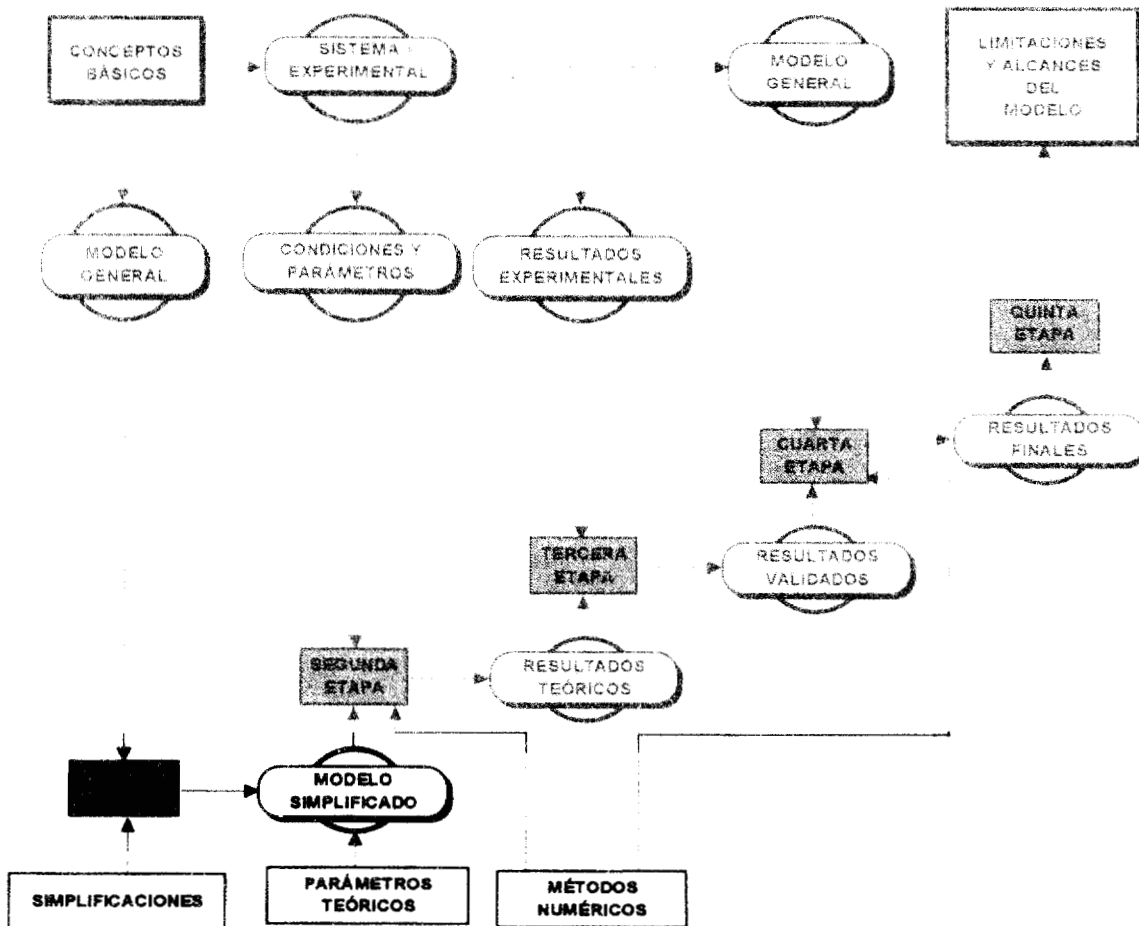 CONCEPTOS
BÁSICOS
SISTEMA
EXPERIMENTAL
MODELO
GENERAL
LIMITACIONES
Y ALCANCES
DEL
MODELO
MODELO
GENERAL
CONDICIONES Y
PARÁMETROS
RESULTADOS
EXPERIMENTALES
QUINTA
ETAPA
RESULTADOS
FINALES
CUARTA
ETAPA
TERCERA
ETAPA
RESULTADOS
VALIDADOS
SEGUNDA
ETAPA
RESULTADOS
TEÓRICOS
MODELO
SIMPLIFICADO
SIMPLIFICACIONES
PARÁMETROS
TEÓRICOS
MÉTODOS
NUMÉRICOS